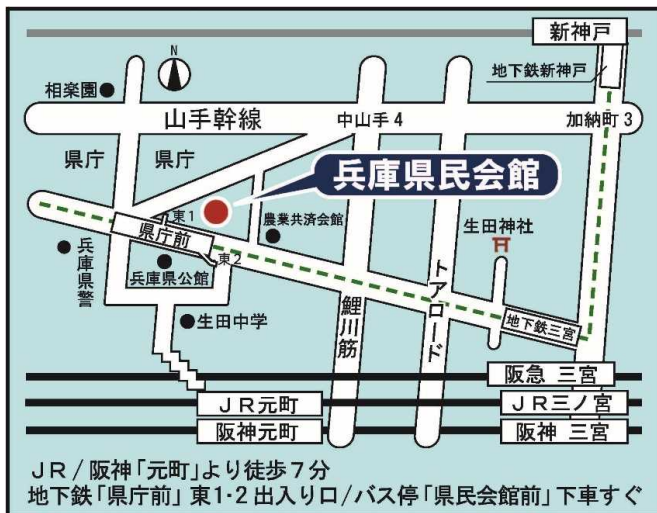 新神戸
地下鉄新神戸
N
相楽園
山手幹線
中山手4
加納町3
県庁
県庁
兵庫県民会館
東1
県庁前
東2
農業共済会館
生田神社
兵庫県警
兵庫県公館
生田中学
鯉川筋
トアロード
地下鉄三宮
阪急 三宮
JR元町
JR三ノ宮
阪神元町
阪神 三宮
JR/阪神「元町」より徒歩7分
地下鉄「県庁前」東1・2出入り口/バス停「県民会館前」下車すぐ